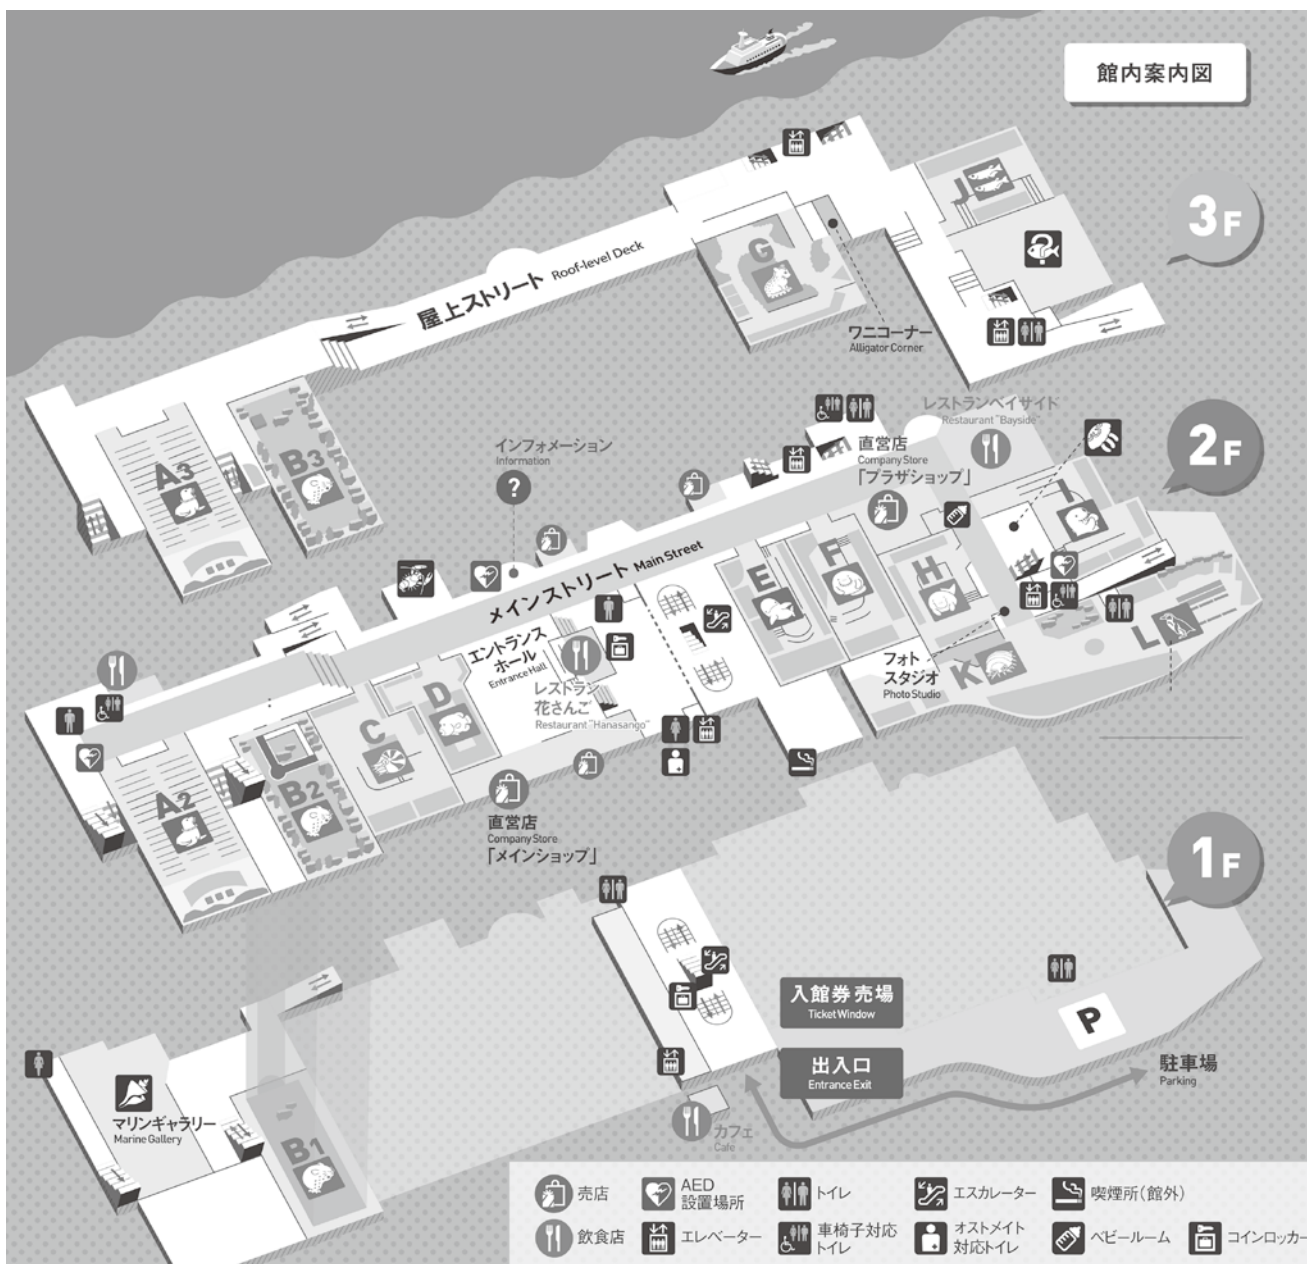 館内案内図
3F
J
G
屋上ストリート Roof-level Deck
ワニコーナー
Alligator Corner
A3
B3
2F
レストランベイサイド
Restaurant "Bayside"
直営店
Company Store
「プラザショップ」
インフォメーション
Information
?
メインストリート Main Street
エントランス
ホール
Entrance Hall
レストラン
花さんご
Restaurant "Hanasango"
E
F
H
I
L
K
フォト
スタジオ
Photo Studio
D
C
B2
A2
直営店
Company Store
「メインショップ」
1F
入館券売場
Ticket Window
出入口
Entrance Exit
P
駐車場
Parking
マリンギャラリー
Marine Gallery
B1
カフェ
Cafe
売店
AED
設置場所
トイレ
エスカレーター
喫煙所(館外)
飲食店
エレベーター
車椅子対応
トイレ
オストメイト
対応トイレ
ベビールーム
コインロッカー